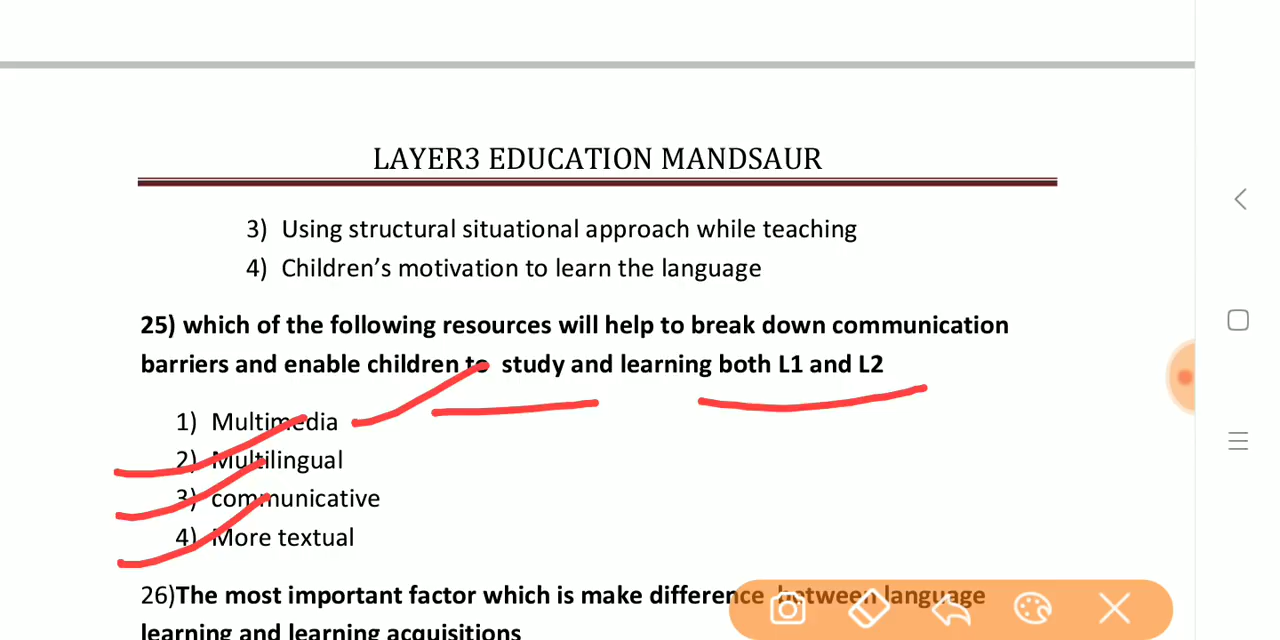 LAYER3 EDUCATION MANDSAUR
3) Using structural situational approach while teaching
4) Children's motivation to learn the language
25) which of the following resources will help to break down communication
barriers and enable children to study and learning both L1 and L2
1) Multimedia
2) Multilingual
3) communicative
4) More textual
26)The most important factor which is make difference between language
learning and learning acquisitions